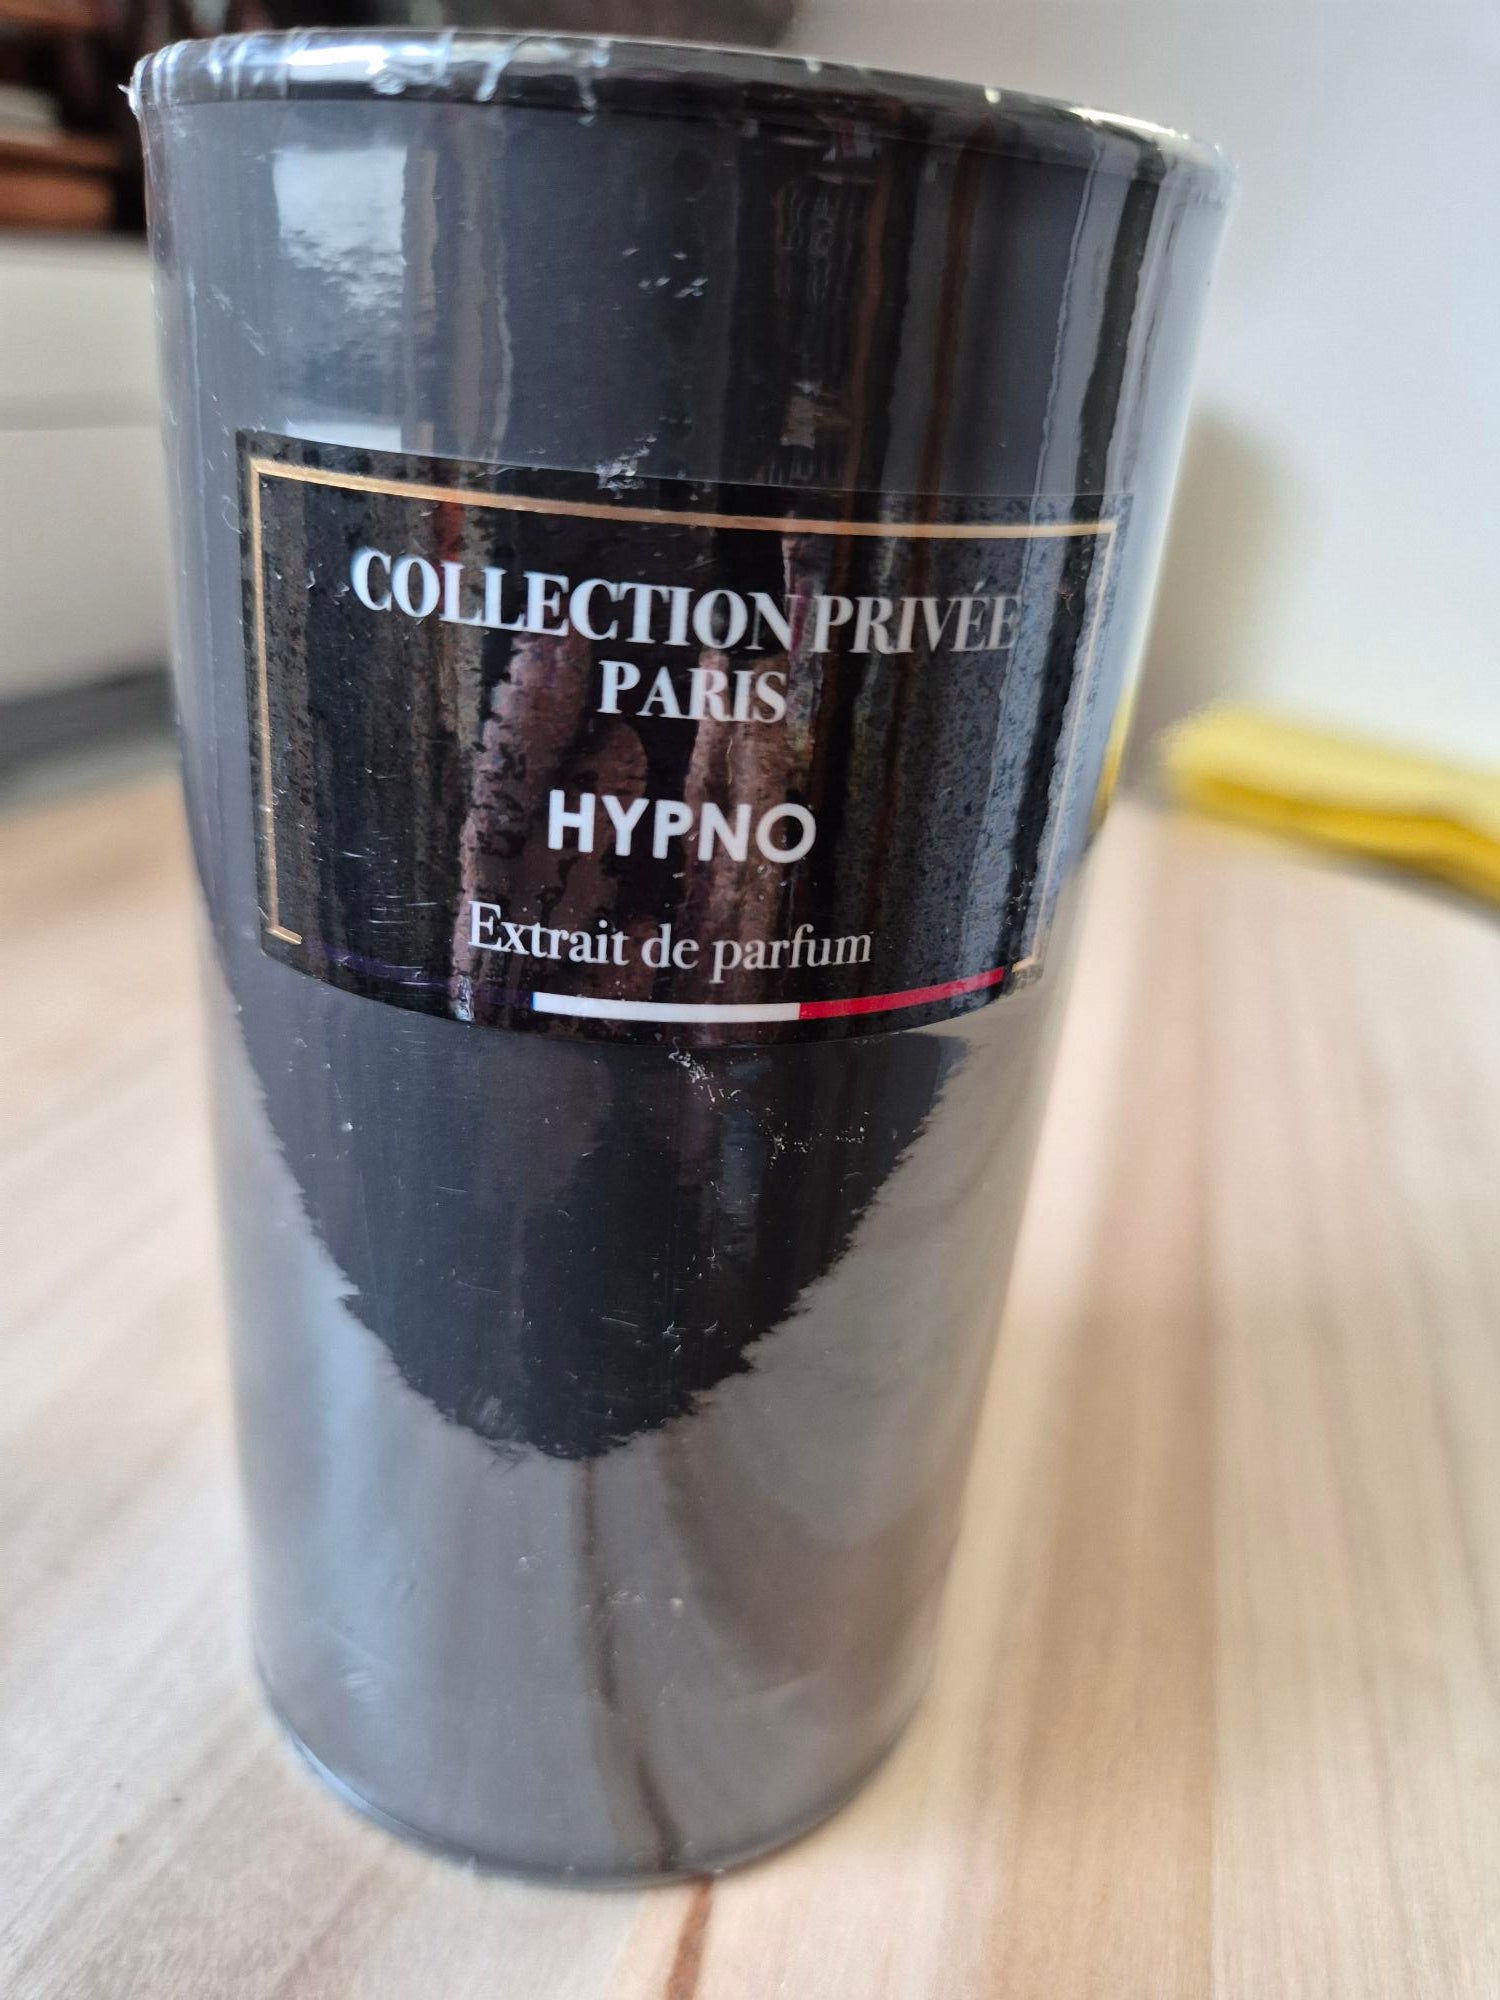 COLLECTION PRIVÉE
PARIS
HYPNO
Extrait de parfum